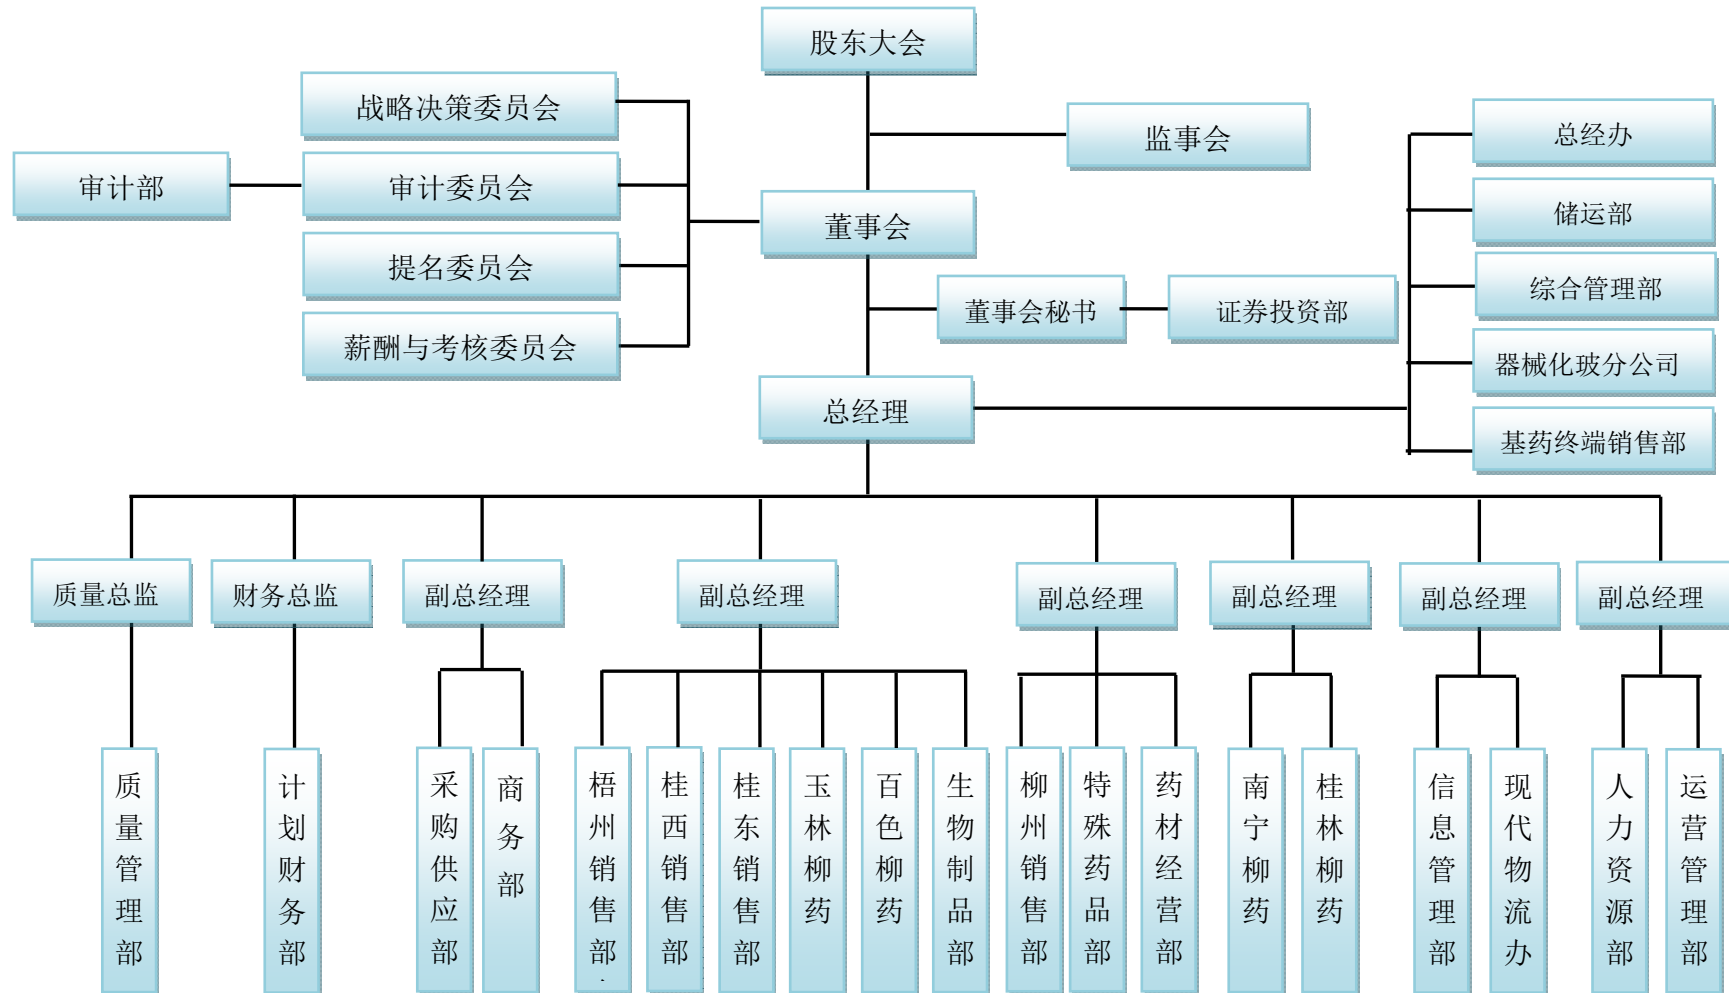 股东大会
战略决策委员会
总经办
监事会
审计部
审计委员会
储运部
董事会
提名委员会
综合管理部
董事会秘书
证券投资部
薪酬与考核委员会
器械化玻分公司
总经理
基药终端销售部
质量总监
财务总监
副总经理
副总经理
副总经理
副总经理
副总经理
副总经理
质量管理部
计划财务部
采购供应部
商务部
梧州销售部
桂西销售部
桂东销售部
玉林柳药
百色柳药
生物制品部
柳州销售部
特殊药品部
药材经营部
南宁柳药
桂林柳药
信息管理部
现代物流办
人力资源部
运营管理部